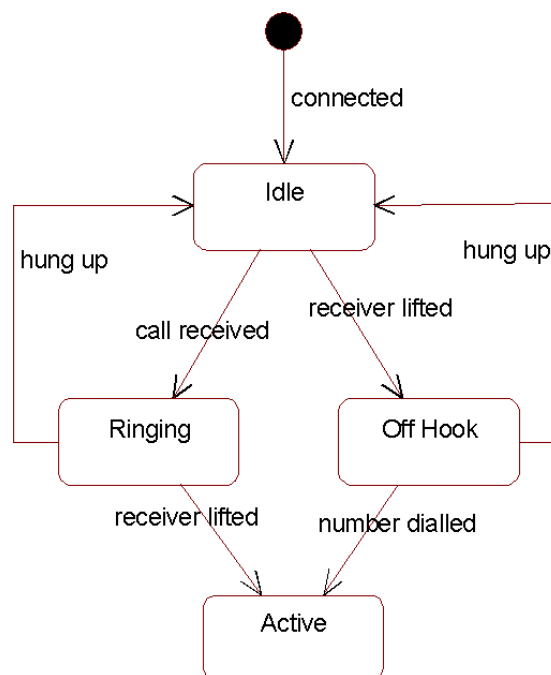 connected
Idle
hung up
hung up
call received
receiver lifted
Ringing
Off Hook
receiver lifted
number dialled
Active